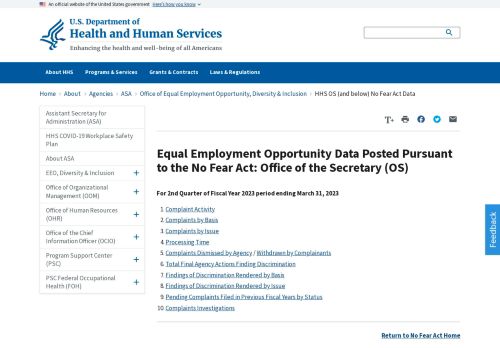 An official website of the United States government Here's how you know
U.S. Department of
Health and Human Services
Enhancing the health and well-being of all Americans
About HHS Programs & Services Grants & Contracts Laws & Regulations
Home > About > Agencies > ASA > Office of Equal Employment Opportunity, Diversity & Inclusion > HHS OS (and below) No Fear Act Data
Assistant Secretary for
Administration (ASA)
HHS COVID-19 Workplace Safety
Plan
About ASA
EEO, Diversity & Inclusion
Office of Organizational
Management (OOM)
Office of Human Resources
(OHR)
Office of the Chief
Information Officer (OCIO)
Program Support Center
(PSC)
PSC Federal Occupational
Health (FOH)
T+
Equal Employment Opportunity Data Posted Pursuant
to the No Fear Act: Office of the Secretary (OS)
For 2nd Quarter of Fiscal Year 2023 period ending March 31, 2023
1. Complaint Activity
2. Complaints by Basis
3. Complaints by Issue
4. Processing Time
5. Complaints Dismissed by Agency / Withdrawn by Complainants
6. Total Final Agency Actions Finding Discrimination
7. Findings of Discrimination Rendered by Basis
8. Findings of Discrimination Rendered by Issue
9. Pending Complaints Filed in Previous Fiscal Years by Status
10. Complaints Investigations
Return to No Fear Act Home
Feedback